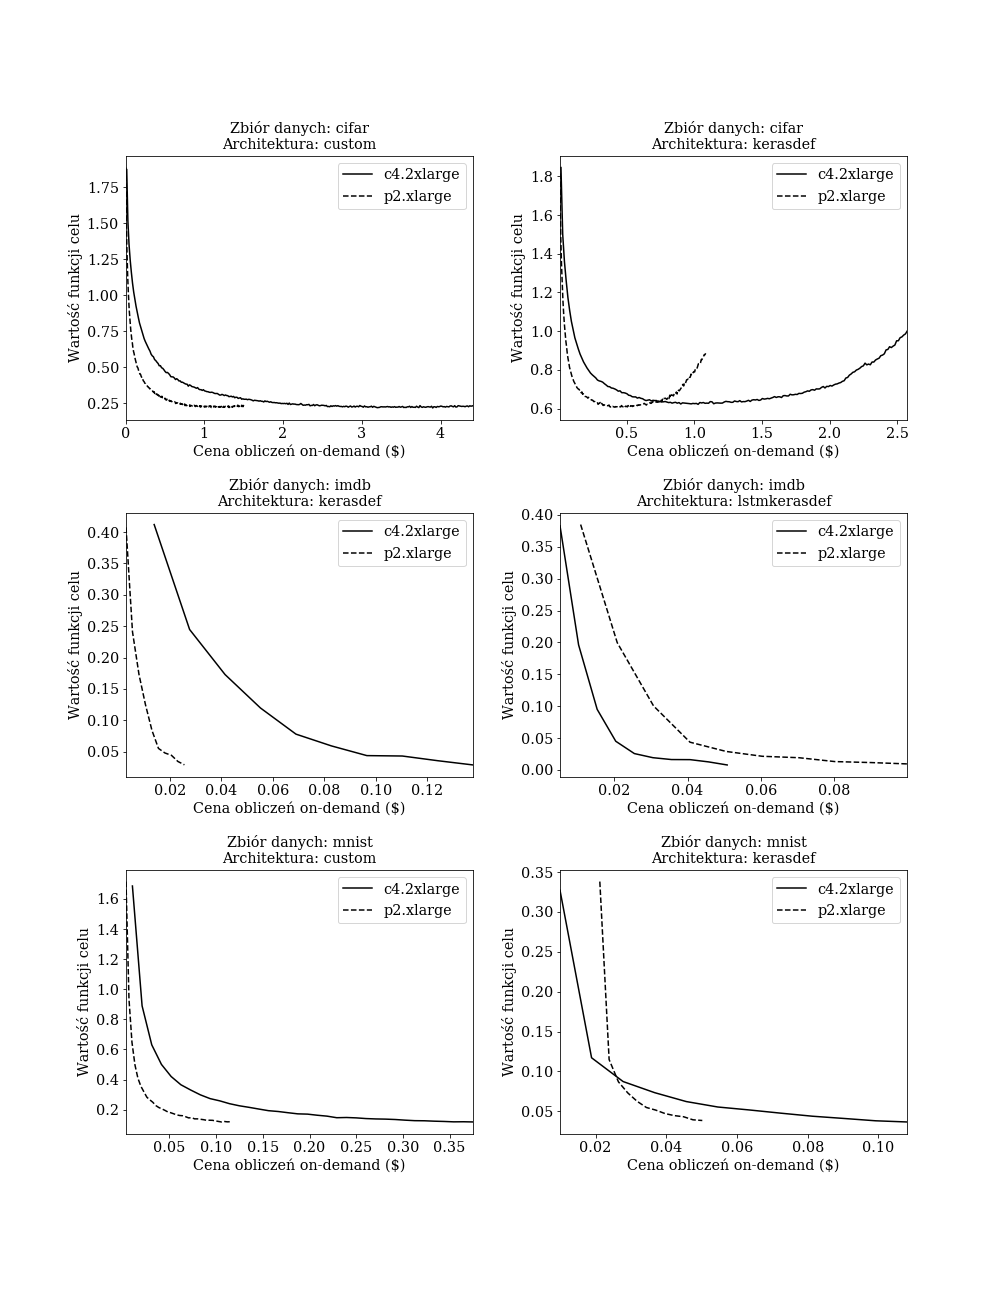 Zbiór danych: cifar
Architektura: custom
c4.2xlarge
p2.xlarge
Wartość funkcji celu
1.75
1.50
1.25
1.00
0.75
0.50
0.25
0 1 2 3 4
Cena obliczeń on-demand ($)
Zbiór danych: cifar
Architektura: kerasdef
c4.2xlarge
p2.xlarge
Wartość funkcji celu
1.8
1.6
1.4
1.2
1.0
0.8
0.6
0.5 1.0 1.5 2.0 2.5
Cena obliczeń on-demand ($)
Zbiór danych: imdb
Architektura: kerasdef
c4.2xlarge
p2.xlarge
Wartość funkcji celu
0.40
0.35
0.30
0.25
0.20
0.15
0.10
0.05
0.02 0.04 0.06 0.08 0.10 0.12
Cena obliczeń on-demand ($)
Zbiór danych: imdb
Architektura: lstmkerasdef
c4.2xlarge
p2.xlarge
Wartość funkcji celu
0.40
0.35
0.30
0.25
0.20
0.15
0.10
0.05
0.00
0.02 0.04 0.06 0.08
Cena obliczeń on-demand ($)
Zbiór danych: mnist
Architektura: custom
c4.2xlarge
p2.xlarge
Wartość funkcji celu
1.6
1.4
1.2
1.0
0.8
0.6
0.4
0.2
0.05 0.10 0.15 0.20 0.25 0.30 0.35
Cena obliczeń on-demand ($)
Zbiór danych: mnist
Architektura: kerasdef
c4.2xlarge
p2.xlarge
Wartość funkcji celu
0.35
0.30
0.25
0.20
0.15
0.10
0.05
0.02 0.04 0.06 0.08 0.10
Cena obliczeń on-demand ($)